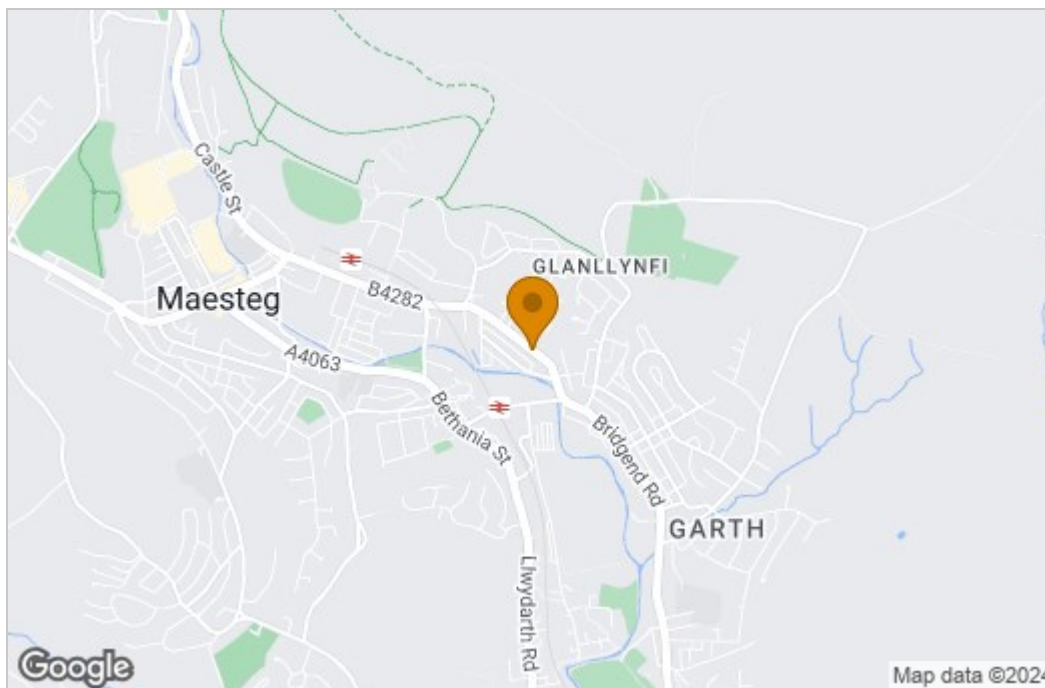 Castle St
GLANLLYNFI
Maesteg
B4282
A4063
Bethania St
Bridgend Rd
GARTH
Llwydarth Rd
Google
Map data ©2024